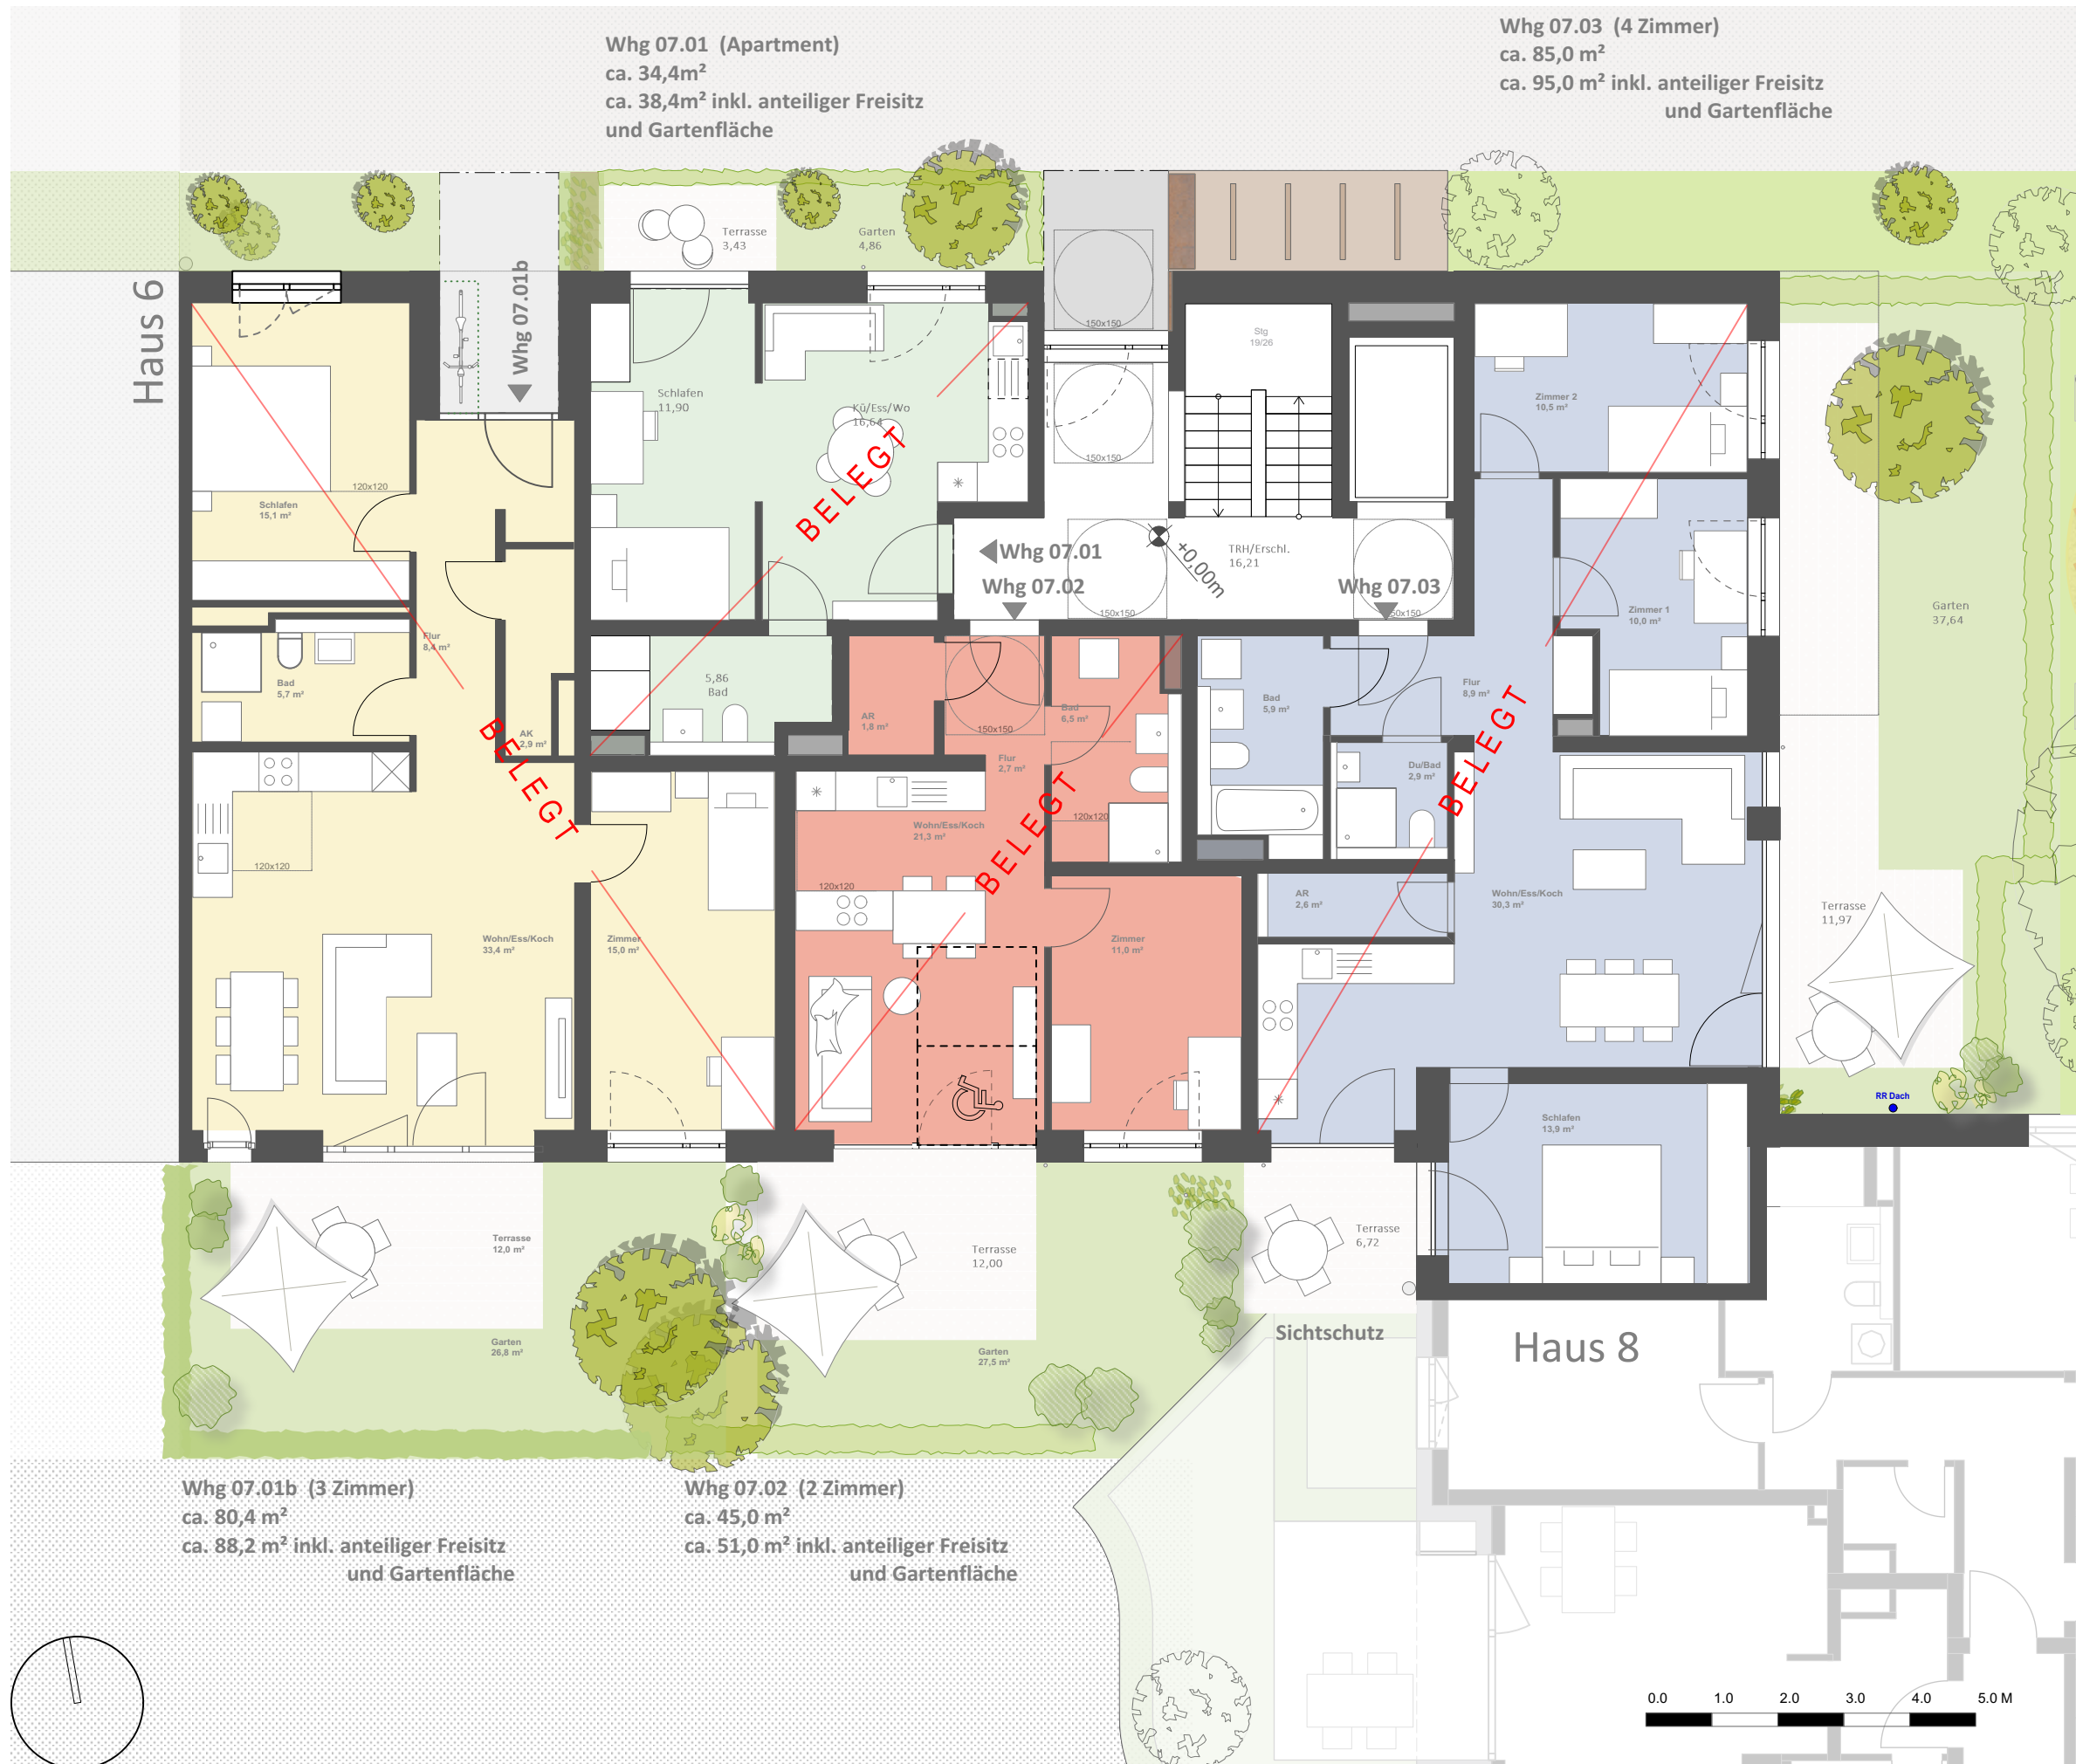 Whg 07.01 (Apartment)
ca. 34,4m²
ca. 38,4m² inkl. anteiliger Freisitz
und Gartenfläche
Whg 07.03 (4 Zimmer)
ca. 85,0 m²
ca. 95,0 m² inkl. anteiliger Freisitz
und Gartenfläche
Haus 6
Whg 07.01b
Terrasse
3,43
Garten
4,86
150x150
Stg
19/26
Schlafen
11,90
Kü/Ess/Wo
16,64
150x150
Zimmer 2
10,5 m²
120x120
Schlafen
15,1 m²
BELEGT
Whg 07.01
Whg 07.02
TRH/Erschl.
16,21
+0,00m
Whg 07.03
150x150
150x150
Zimmer 1
10,0 m²
Garten
37,64
Flur
8,4 m²
Bad
5,7 m²
5,86
Bad
AR
1,8 m²
150x150
Bad
6,5 m²
Bad
5,9 m²
Flur
8,9 m²
AK
2,9 m²
BELEGT
Flur
2,7 m²
Du/Bad
2,9 m²
BELEGT
BELEGT
Wohn/Ess/Koch
21,3 m²
120x120
120x120
120x120
AR
2,6 m²
Wohn/Ess/Koch
30,3 m²
Terrasse
11,97
Wohn/Ess/Koch
33,4 m²
Zimmer
15,0 m²
Zimmer
11,0 m²
RR Dach
Schlafen
13,9 m²
Terrasse
12,0 m²
Terrasse
12,00
Terrasse
6,72
Garten
26,8 m²
Garten
27,5 m²
Sichtschutz
Haus 8
Whg 07.01b (3 Zimmer)
ca. 80,4 m²
ca. 88,2 m² inkl. anteiliger Freisitz
und Gartenfläche
Whg 07.02 (2 Zimmer)
ca. 45,0 m²
ca. 51,0 m² inkl. anteiliger Freisitz
und Gartenfläche
0.0 1.0 2.0 3.0 4.0 5.0 M